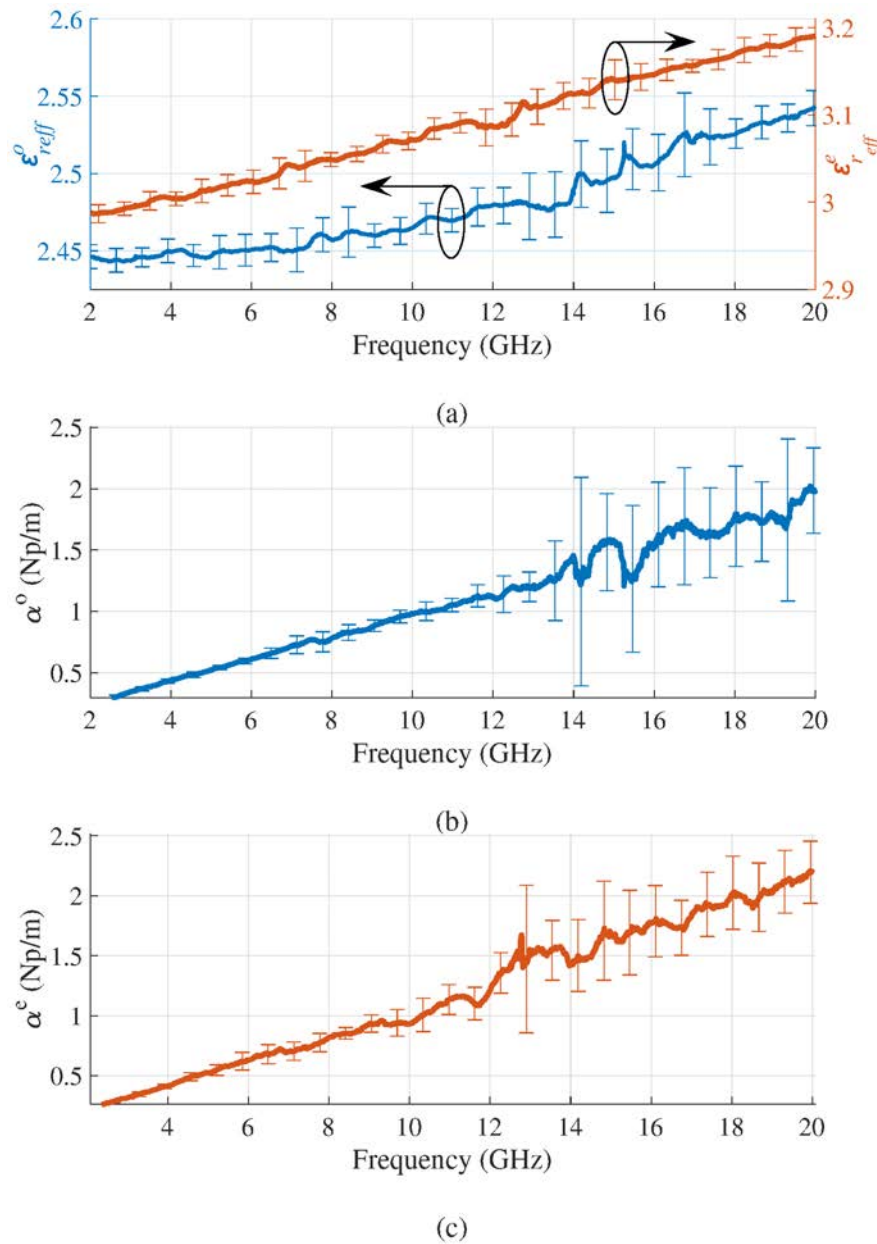 2.6
2.55
2.5
2.45
ε^o_reff
3.2
3.1
3
2.9
ε^e_r_eff
2 4 6 8 10 12 14 16 18 20
Frequency (GHz)
(a)
2.5
2
1.5
1
0.5
α^o (Np/m)
2 4 6 8 10 12 14 16 18 20
Frequency (GHz)
(b)
2.5
2
1.5
1
0.5
α^e (Np/m)
4 6 8 10 12 14 16 18 20
Frequency (GHz)
(c)